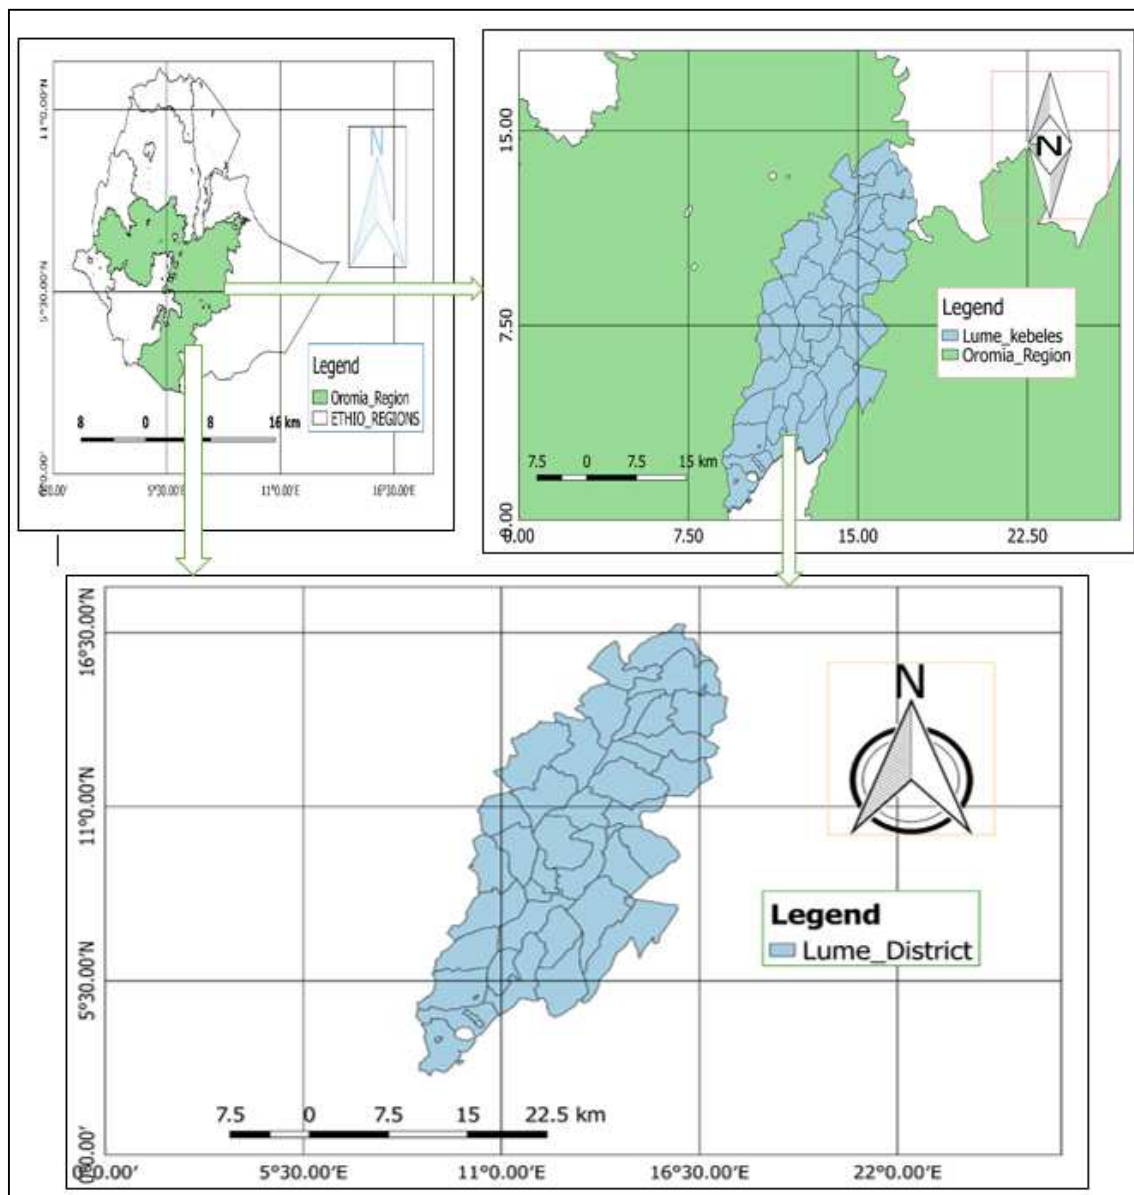 11°0.00'N
5°30.00'N
0°0.00'
N
Legend
Oromia_Region
ETHIO_REGIONS
8 0 8 16 km
9°30.00'E 11°0.00'E 16°30.00'E
15.00
7.50
0.00
N
Legend
Lume_kebeles
Oromia_Region
7.5 0 7.5 15 km
0.00 7.50 15.00 22.50
16°30.00'N
11°0.00'N
5°30.00'N
0°0.00'
N
Legend
Lume_District
7.5 0 7.5 15 22.5 km
0°0.00' 5°30.00'E 11°0.00'E 16°30.00'E 22°0.00'E